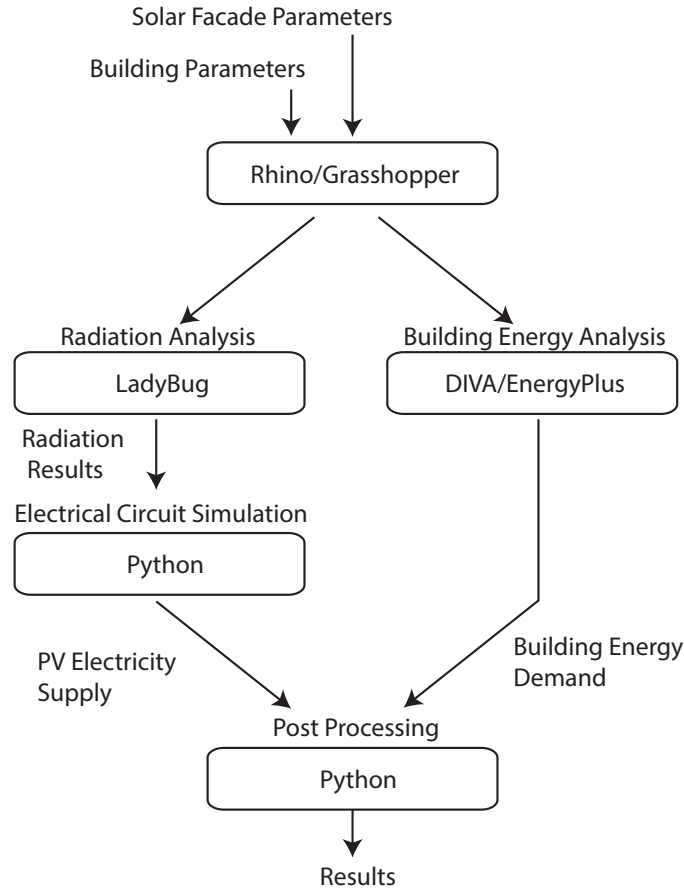 Solar Facade Parameters
Building Parameters
Rhino/Grasshopper
Radiation Analysis
LadyBug
Building Energy Analysis
DIVA/EnergyPlus
Radiation
Results
Electrical Circuit Simulation
Python
PV Electricity
Supply
Building Energy
Demand
Post Processing
Python
Results